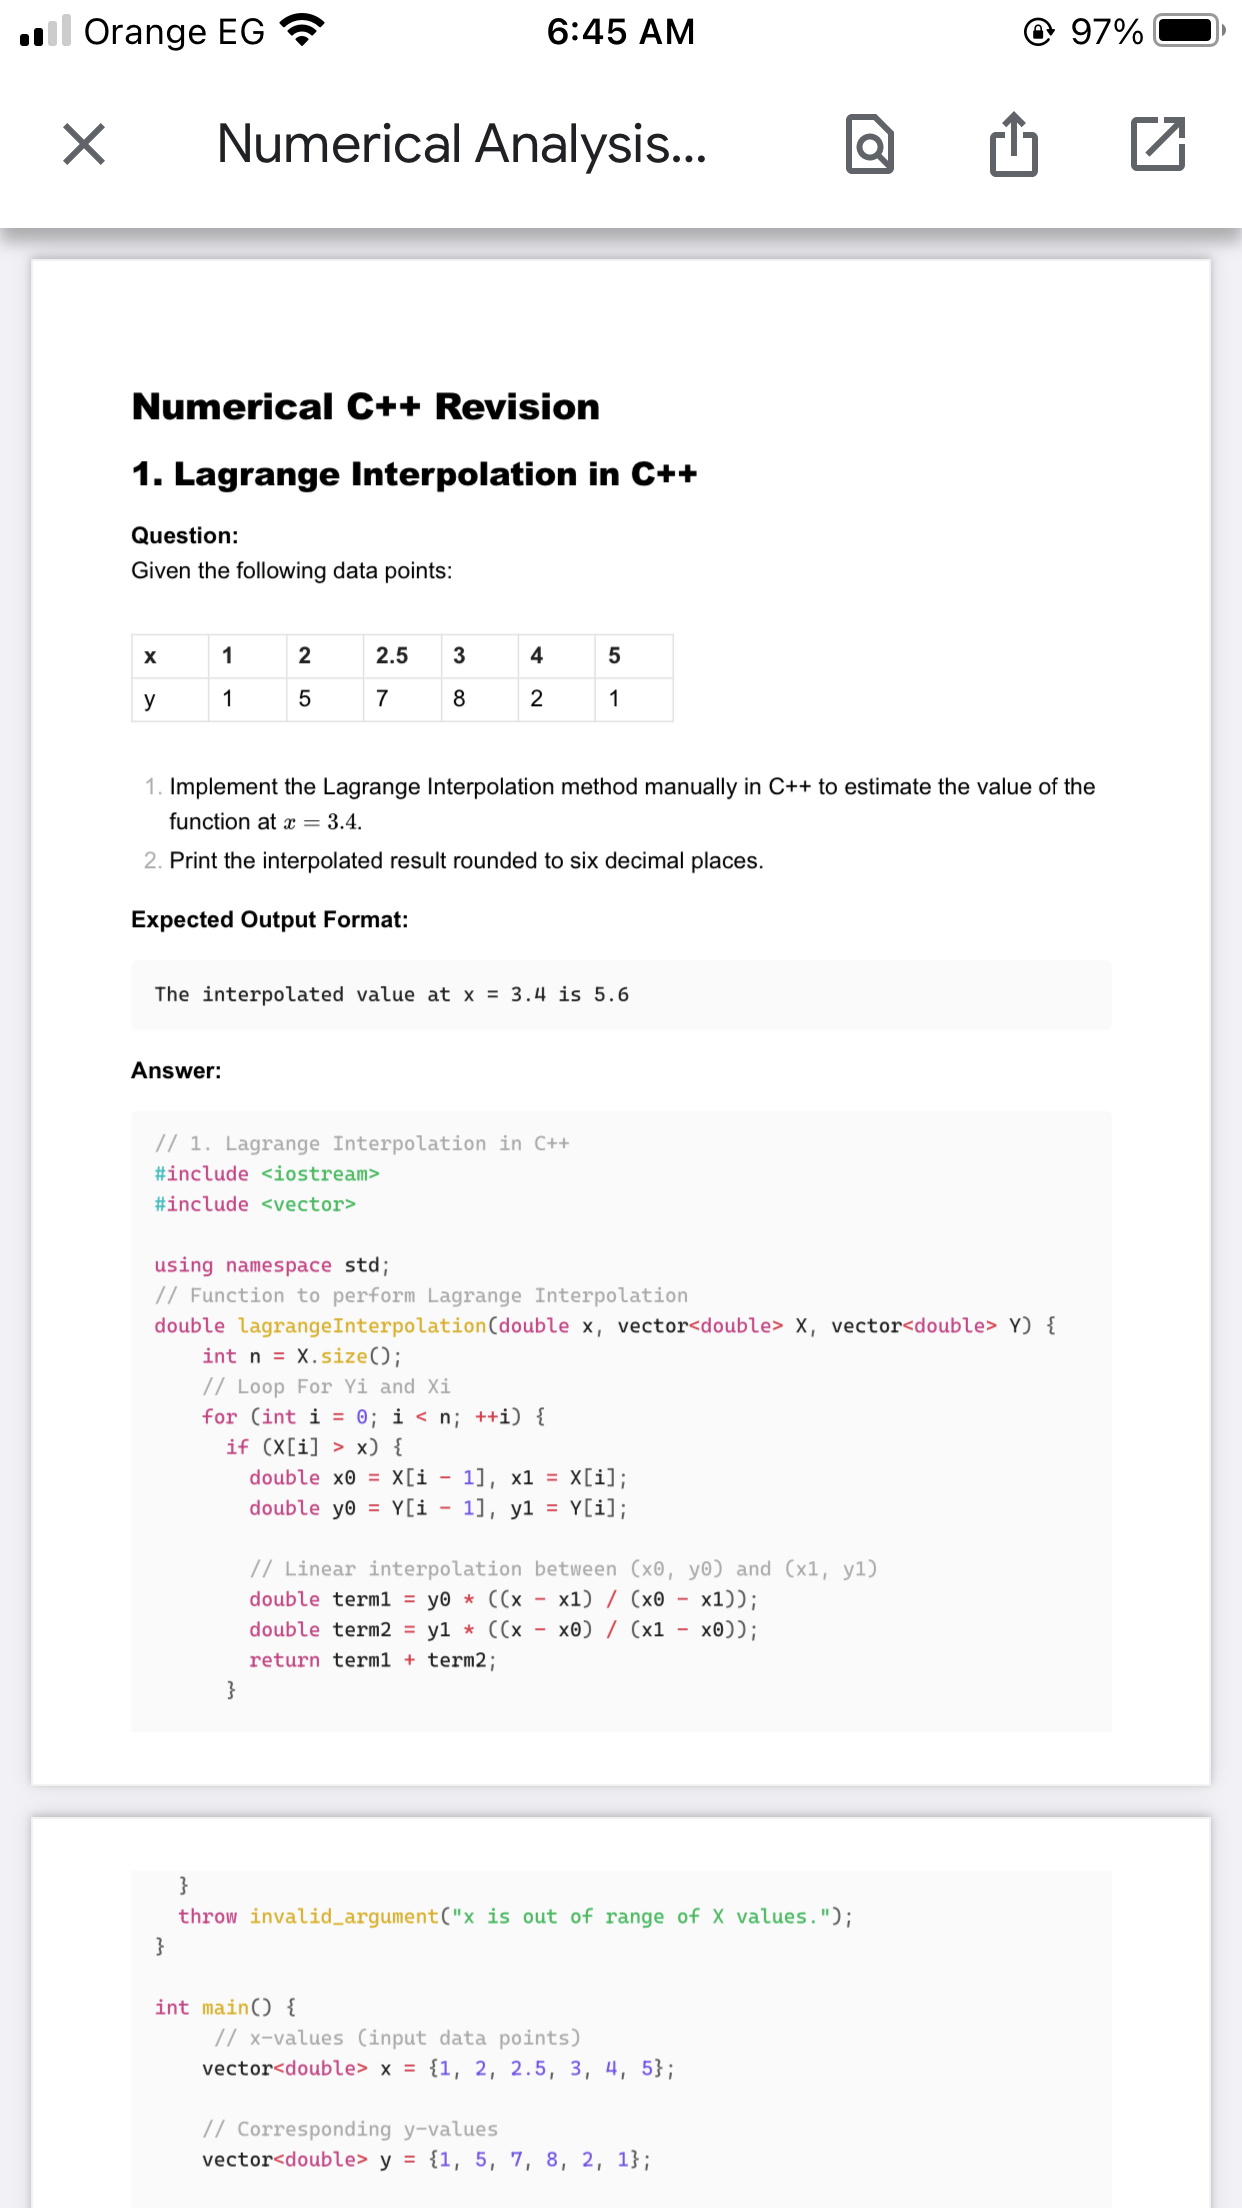 Orange EG 6:45 AM 97%
Numerical Analysis...
Numerical C++ Revision
1. Lagrange Interpolation in C++
Question:
Given the following data points:
x 1 2 2.5 3 4 5
y 1 5 7 8 2 1
1. Implement the Lagrange Interpolation method manually in C++ to estimate the value of the
function at x = 3.4.
2. Print the interpolated result rounded to six decimal places.
Expected Output Format:
The interpolated value at x = 3.4 is 5.6
Answer:
// 1. Lagrange Interpolation in C++
#include <iostream>
#include <vector>
using namespace std;
// Function to perform Lagrange Interpolation
double lagrangeInterpolation(double x, vector<double> X, vector<double> Y) {
int n = X.size();
// Loop For Yi and Xi
for (int i = 0; i < n; ++i) {
if (X[i] > x) {
double x0 = X[i - 1], x1 = X[i];
double y0 = Y[i - 1], y1 = Y[i];
// Linear interpolation between (x0, y0) and (x1, y1)
double term1 = y0 * ((x - x1) / (x0 - x1));
double term2 = y1 * ((x - x0) / (x1 - x0));
return term1 + term2;
}
}
throw invalid_argument("x is out of range of X values.");
}
int main() {
// x-values (input data points)
vector<double> x = {1, 2, 2.5, 3, 4, 5};
// Corresponding y-values
vector<double> y = {1, 5, 7, 8, 2, 1};